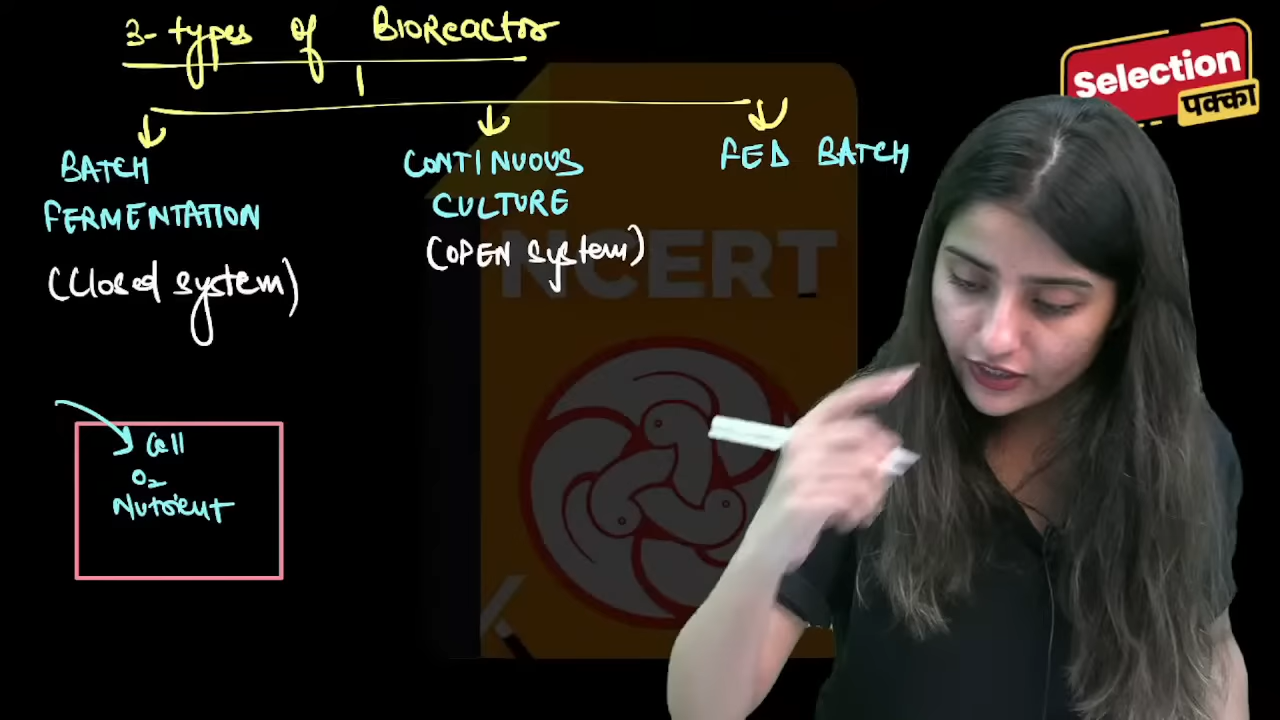 3- types of BIOReactor
BATCH
FERMENTATION
(Closed system)
CONTINUOUS
CULTURE
(OPEN system)
FED BATCH
Selection
पक्का
NCERT
Cell
O₂
Nutrient